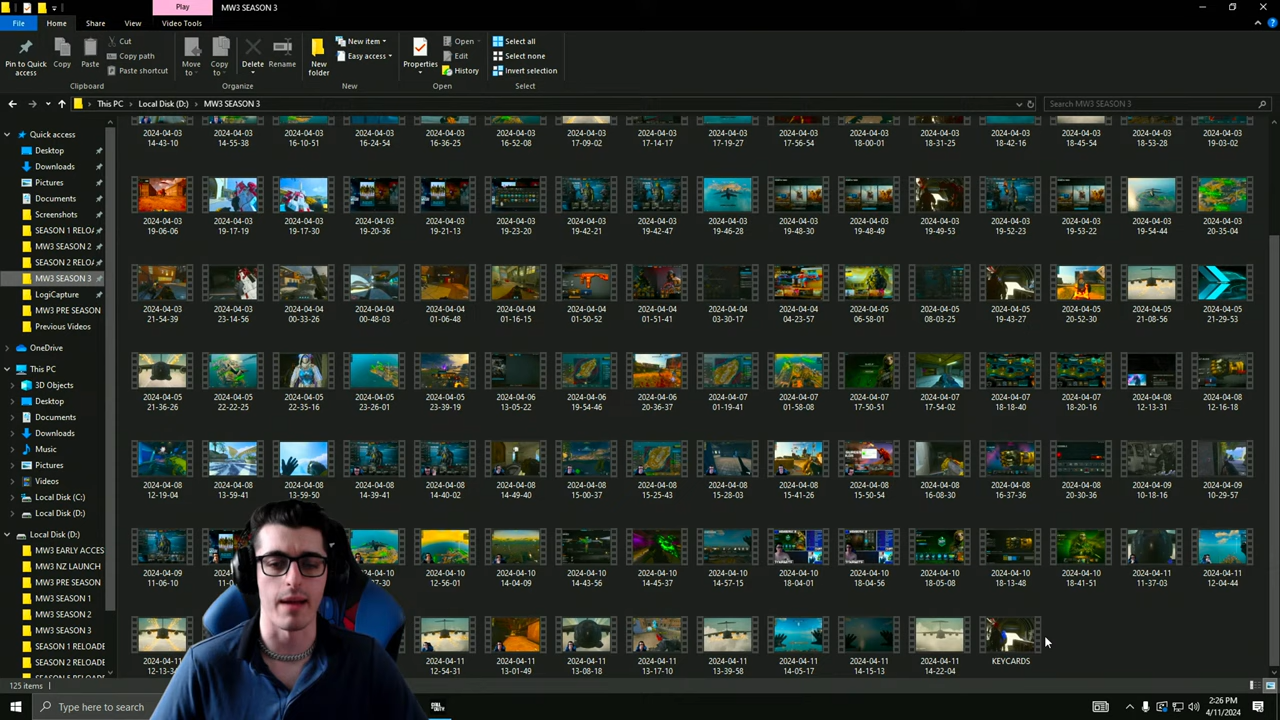 Play
MW3 SEASON 3
File
Home
Share
View
Video Tools
Pin to Quick access
Copy
Paste
Cut
Copy path
Paste shortcut
Clipboard
Move to
Copy to
Delete
Rename
Organize
New folder
New item
Easy access
New
Properties
Open
Edit
History
Open
Select all
Select none
Invert selection
Select
This PC
Local Disk (D:)
MW3 SEASON 3
Search MW3 SEASON 3
Quick access
Desktop
Downloads
Pictures
Documents
Screenshots
SEASON 1 RELOA
MW3 SEASON 2
SEASON 2 RELOA
MW3 SEASON 3
LogiCapture
MW3 PRE SEASON
Previous Videos
OneDrive
This PC
3D Objects
Desktop
Documents
Downloads
Music
Pictures
Videos
Local Disk (C:)
Local Disk (D:)
Local Disk (D:)
MW3 EARLY ACCES
MW3 NZ LAUNCH
MW3 PRE SEASON
MW3 SEASON 1
MW3 SEASON 2
MW3 SEASON 3
SEASON 1 RELOADE
SEASON 2 RELOADE
2024-04-03 2024-04-03 2024-04-03 2024-04-03 2024-04-03 2024-04-03 2024-04-03 2024-04-03 2024-04-03 2024-04-03 2024-04-03 2024-04-03 2024-04-03 2024-04-03 2024-04-03 2024-04-03
14-43-10 14-55-38 16-10-51 16-24-54 16-36-25 16-52-08 17-09-02 17-14-17 17-19-27 17-56-54 18-00-01 18-31-25 18-42-16 18-45-54 18-53-28 19-03-02
2024-04-03 2024-04-03 2024-04-03 2024-04-03 2024-04-03 2024-04-03 2024-04-03 2024-04-03 2024-04-03 2024-04-03 2024-04-03 2024-04-03 2024-04-03 2024-04-03 2024-04-03 2024-04-03
19-06-06 19-17-19 19-17-30 19-20-36 19-21-13 19-23-20 19-42-21 19-42-47 19-46-28 19-48-30 19-48-49 19-49-53 19-52-23 19-53-22 19-54-44 20-35-04
2024-04-03 2024-04-03 2024-04-04 2024-04-04 2024-04-04 2024-04-04 2024-04-04 2024-04-04 2024-04-04 2024-04-04 2024-04-05 2024-04-05 2024-04-05 2024-04-05 2024-04-05 2024-04-05
21-54-39 23-14-56 00-33-26 00-48-03 01-06-48 01-16-15 01-50-52 01-51-41 03-30-17 04-23-57 06-58-01 08-03-25 19-43-27 20-52-30 21-08-56 21-29-53
2024-04-05 2024-04-05 2024-04-05 2024-04-05 2024-04-05 2024-04-06 2024-04-06 2024-04-06 2024-04-07 2024-04-07 2024-04-07 2024-04-07 2024-04-07 2024-04-07 2024-04-08 2024-04-08
21-36-26 22-22-25 22-35-16 23-26-01 23-39-19 13-05-22 19-54-46 20-36-37 01-19-41 01-58-08 17-50-51 17-54-02 18-18-40 18-20-16 12-13-31 12-16-18
2024-04-08 2024-04-08 2024-04-08 2024-04-08 2024-04-08 2024-04-08 2024-04-08 2024-04-08 2024-04-08 2024-04-08 2024-04-08 2024-04-08 2024-04-08 2024-04-08 2024-04-09 2024-04-09
12-19-04 13-59-41 13-59-50 14-39-41 14-40-02 14-49-40 15-00-37 15-25-43 15-28-03 15-41-26 15-50-54 16-08-30 16-37-36 20-30-36 10-18-16 10-29-57
2024-04-09 2024-04-10 2024-04-10 2024-04-10 2024-04-10 2024-04-10 2024-04-10 2024-04-10 2024-04-10 2024-04-10 2024-04-10 2024-04-10 2024-04-11 2024-04-11
11-06-10 12-56-01 14-04-09 14-43-56 14-45-37 14-57-15 18-04-01 18-04-56 18-05-08 18-13-48 18-41-51 11-37-03 12-04-44
2024-04-11 2024-04-11 2024-04-11 2024-04-11 2024-04-11 2024-04-11 2024-04-11 2024-04-11 KEYCARDS
12-54-31 13-01-49 13-08-18 13-17-10 13-39-58 14-05-17 14-15-13 14-22-04
125 items
Type here to search
CALL DUTY
2:26 PM
4/11/2024